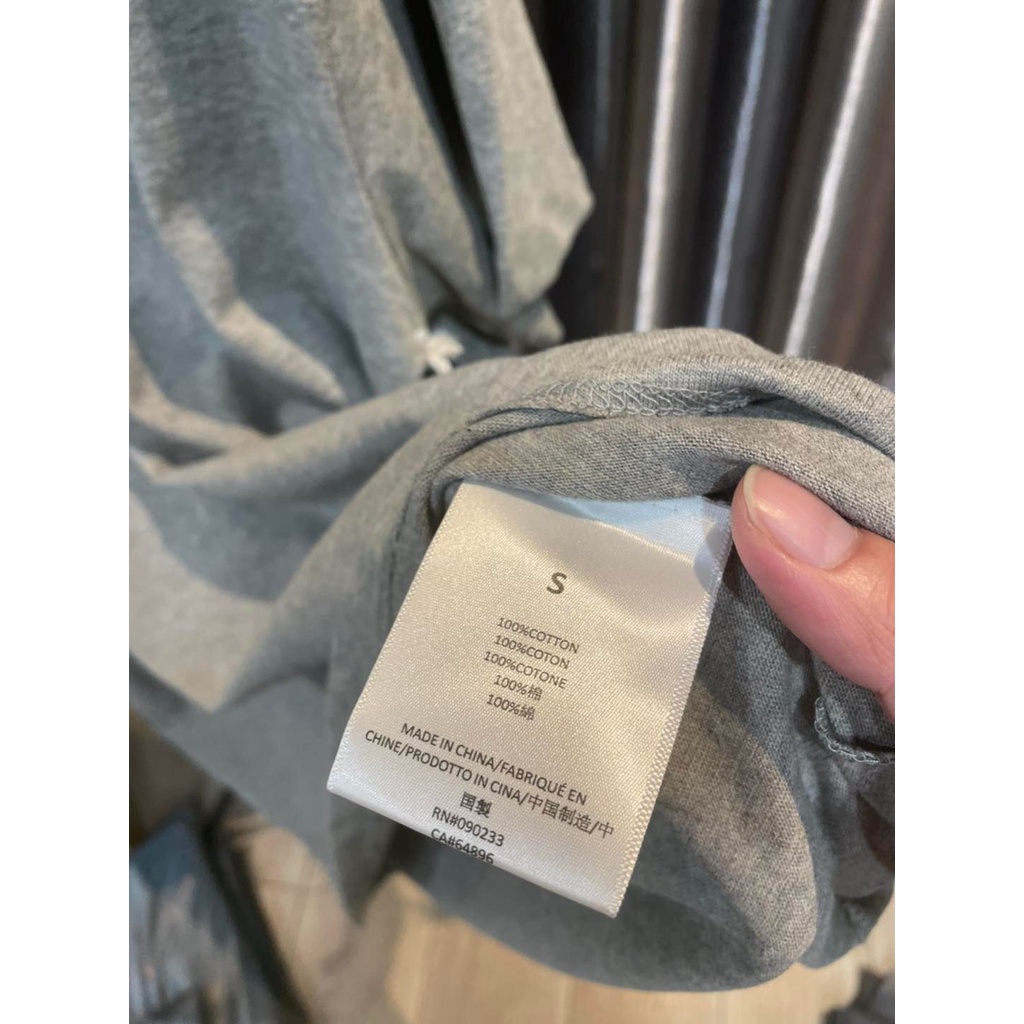 S
100%COTTON
100%COTON
100%COTONE
100%棉
100%綿
MADE IN CHINA/FABRIQUÉ EN
CHINE/PRODOTTO IN CINA/中国制造/中
国製
RN#090233
CA#64896